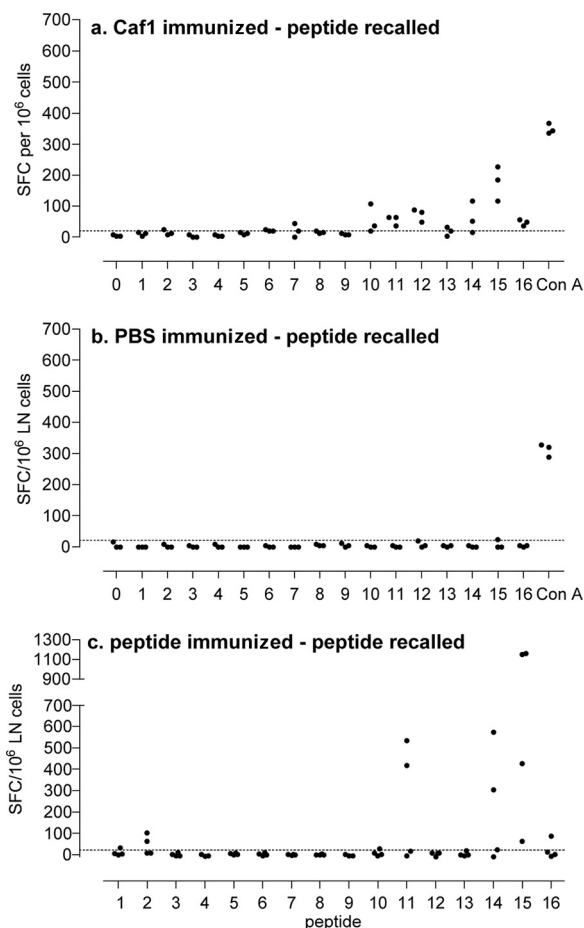 a. Caf1 immunized - peptide recalled
SFC per 10⁶ cells
700
600
500
400
300
200
100
0
0 1 2 3 4 5 6 7 8 9 10 11 12 13 14 15 16 Con A
b. PBS immunized - peptide recalled
SFC/10⁶ LN cells
700
600
500
400
300
200
100
0
0 1 2 3 4 5 6 7 8 9 10 11 12 13 14 15 16 Con A
c. peptide immunized - peptide recalled
SFC/10⁶ LN cells
1300
1100
900
700
600
500
400
300
200
100
0
1 2 3 4 5 6 7 8 9 10 11 12 13 14 15 16
peptide